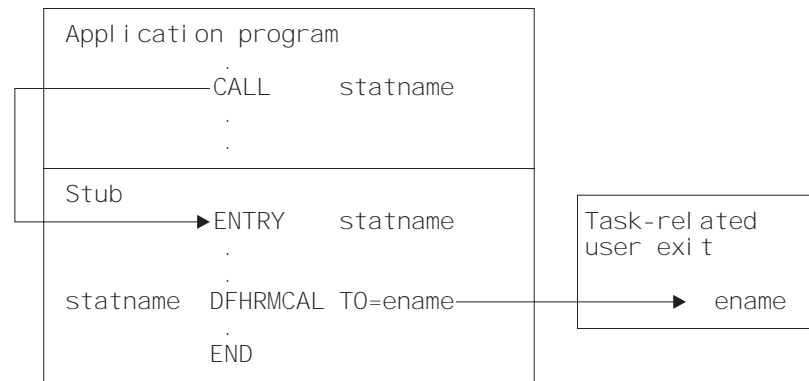 Application program
.
CALL statname
.
.
Stub
ENTRY statname
.
.
statname DFHRMCAL TO=ename
.
END
Task-related
user exit
ename